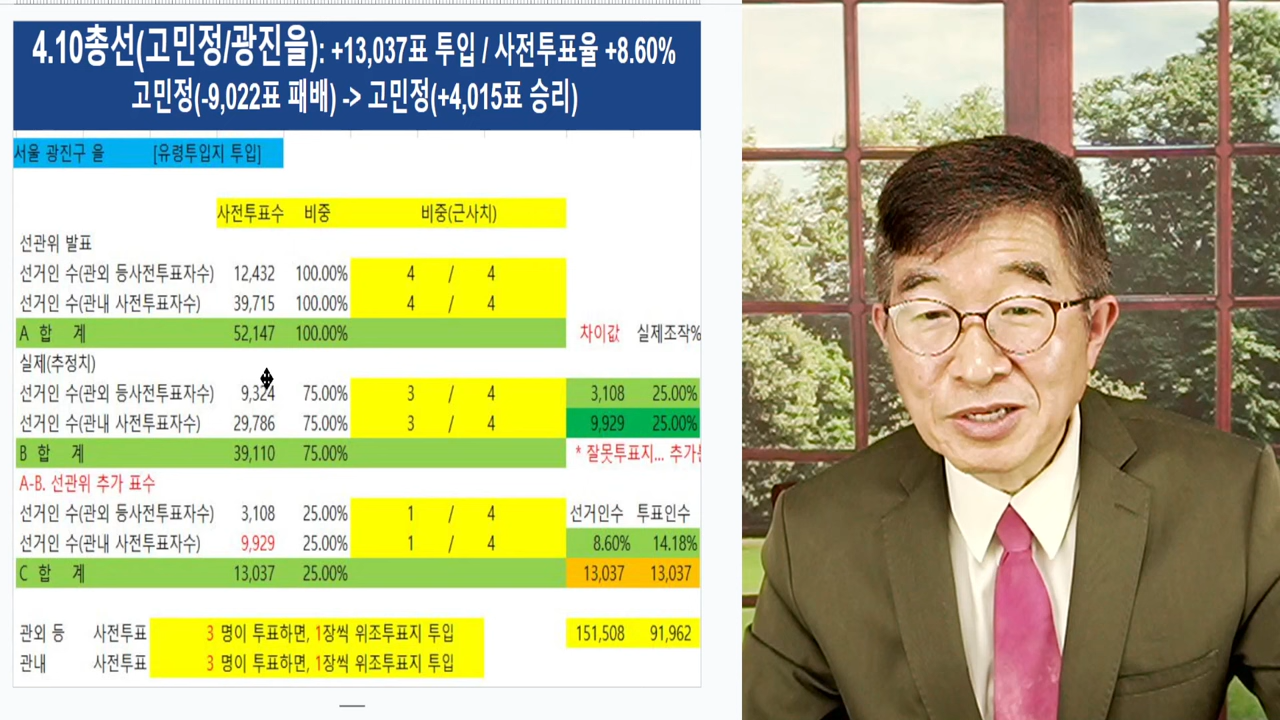 4.10총선(고민정/광진을): +13,037표 투입 / 사전투표율 +8.60%
고민정(-9,022표 패배) -> 고민정(+4,015표 승리)
서울 광진구 을 [유령투입지 투입]
사전투표수 비중 비중(근사치)
선관위 발표
선거인 수(관외 등사전투표자수) 12,432 100.00% 4 / 4
선거인 수(관내 사전투표자수) 39,715 100.00% 4 / 4
A 합 계 52,147 100.00% 차이값 실제조작%
실제(추정치)
선거인 수(관외 등사전투표자수) 9,324 75.00% 3 / 4 3,108 25.00%
선거인 수(관내 사전투표자수) 29,786 75.00% 3 / 4 9,929 25.00%
B 합 계 39,110 75.00% * 잘못투표지... 추가
A-B. 선관위 추가 표수
선거인 수(관외 등사전투표자수) 3,108 25.00% 1 / 4 선거인수 투표인수
선거인 수(관내 사전투표자수) 9,929 25.00% 1 / 4 8.60% 14.18%
C 합 계 13,037 25.00% 13,037 13,037
관외 등 사전투표 3 명이 투표하면, 1장씩 위조투표지 투입 151,508 91,962
관내 사전투표 3 명이 투표하면, 1장씩 위조투표지 투입